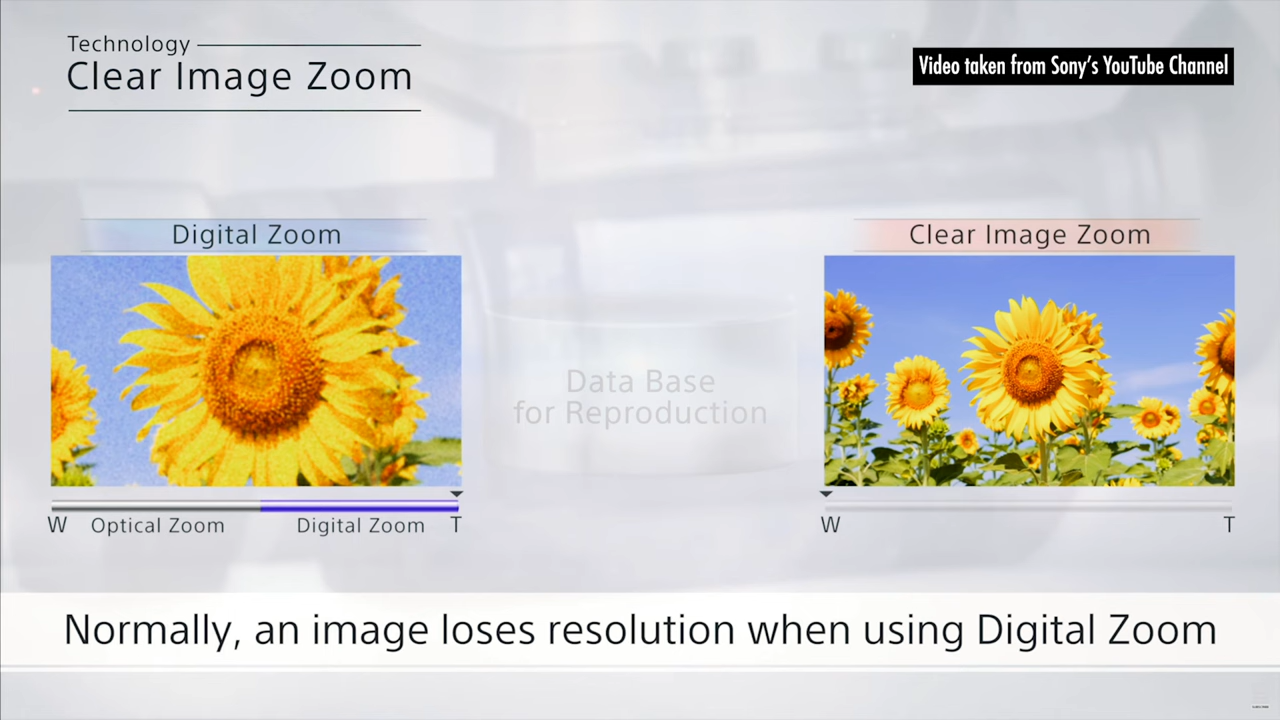 Technology
Clear Image Zoom
Video taken from Sony's YouTube Channel
Digital Zoom
Clear Image Zoom
Data Base
for Reproduction
W Optical Zoom Digital Zoom T
W T
Normally, an image loses resolution when using Digital Zoom
SUBSCRIBE